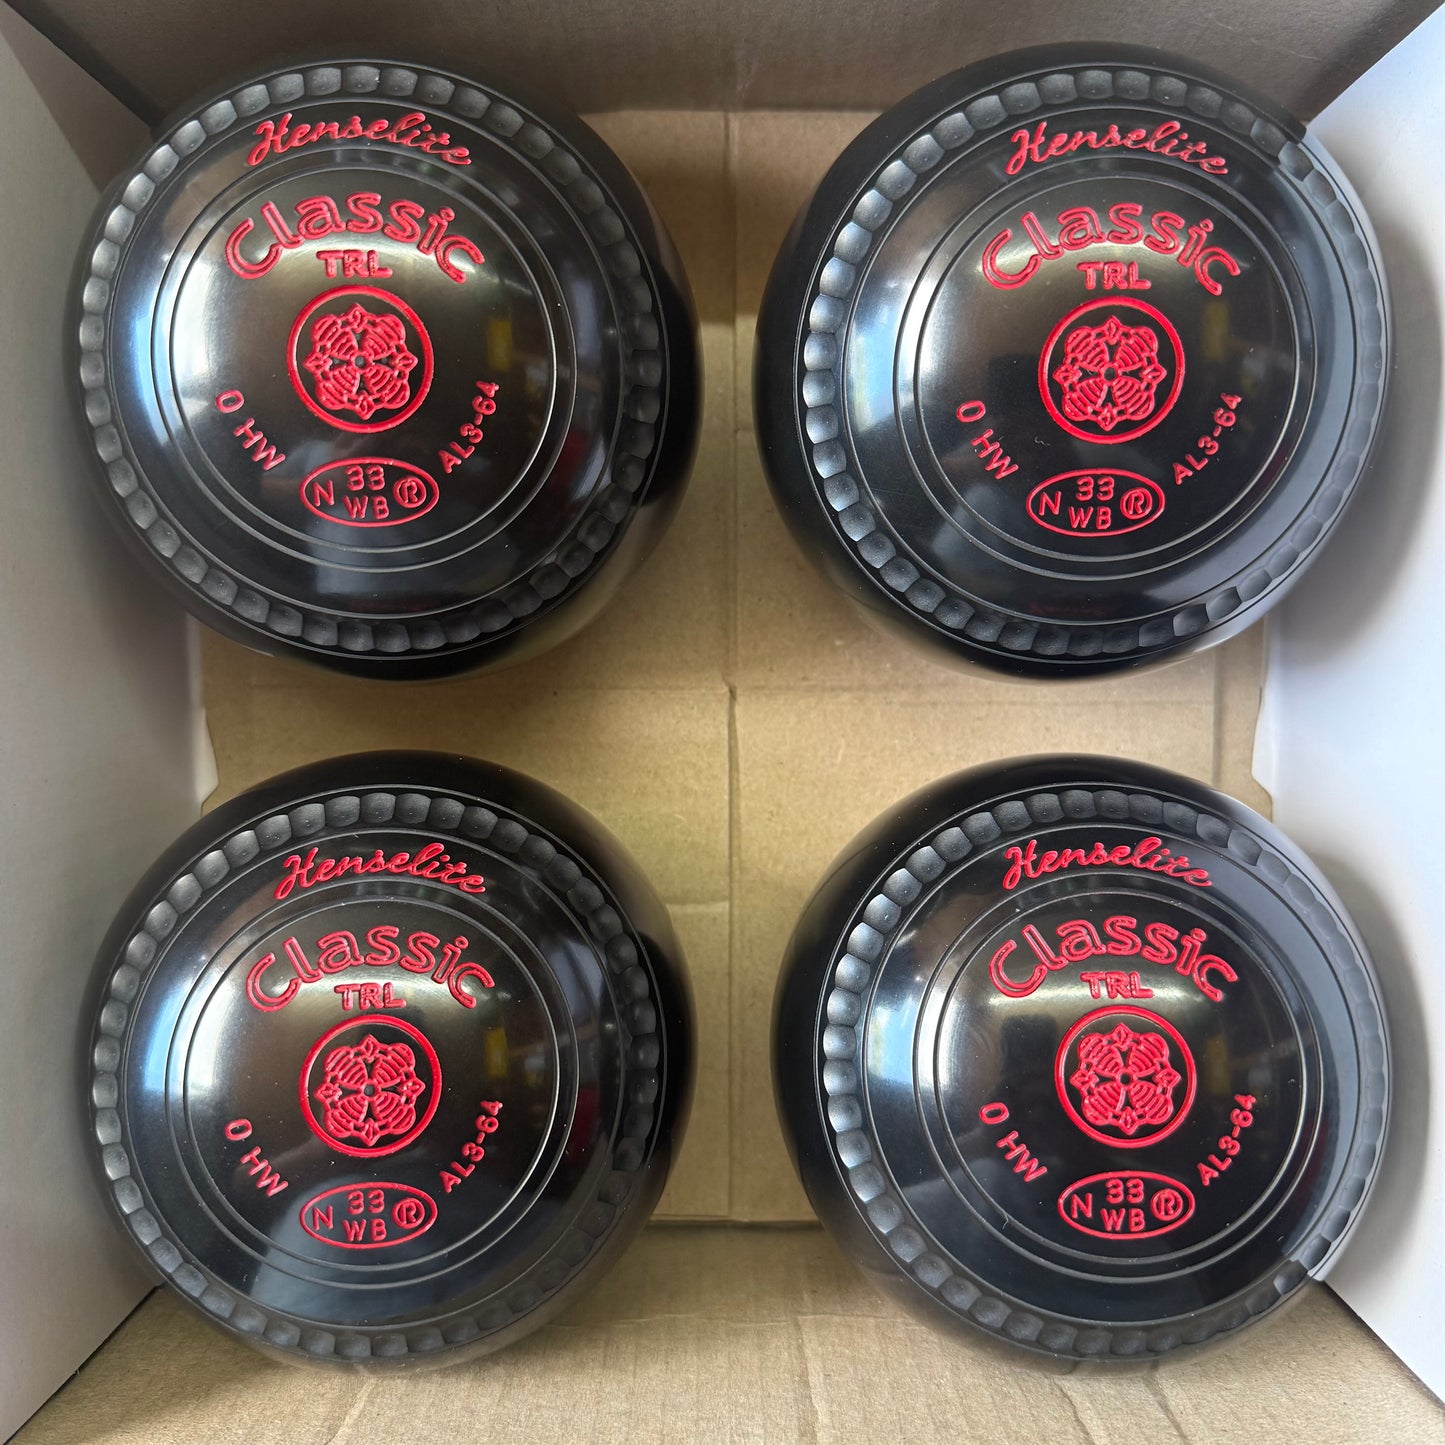 Henselite
Classic
TRL
0 HW
AL3-64
N 33 ®
WB
Henselite
Classic
TRL
0 HW
AL3-64
N 33 ®
WB
Henselite
Classic
TRL
0 HW
AL3-64
N 33 ®
WB
Henselite
Classic
TRL
0 HW
AL3-64
N 33 ®
WB